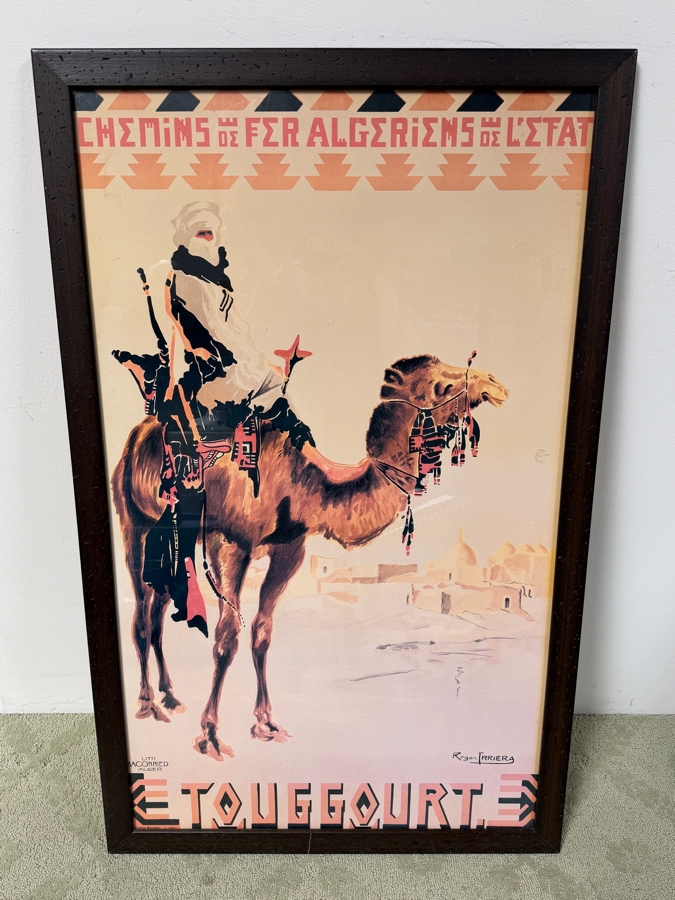 CHEMINS DE FER ALGERIENS DE L'ETAT
LITH.
BACONNIER
ALGER
Roger IRRIERA
TOUGGOURT